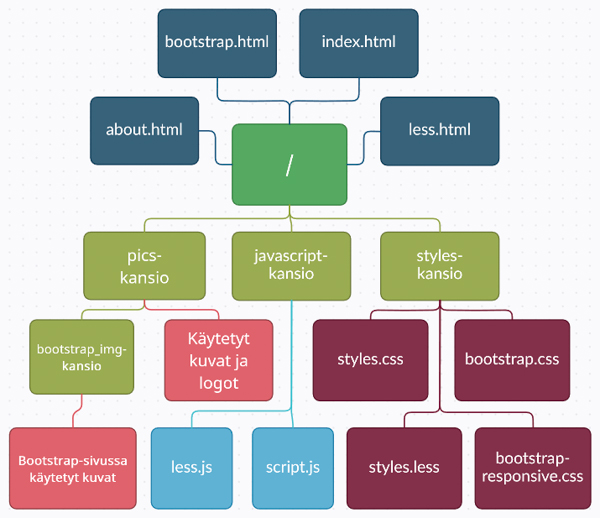 bootstrap.html
index.html
about.html
less.html
/
pics-
kansio
javascript-
kansio
styles-
kansio
bootstrap_img-
kansio
Käytetyt
kuvat ja
logot
styles.css
bootstrap.css
Bootstrap-sivussa
käytetyt kuvat
less.js
script.js
styles.less
bootstrap-
responsive.css